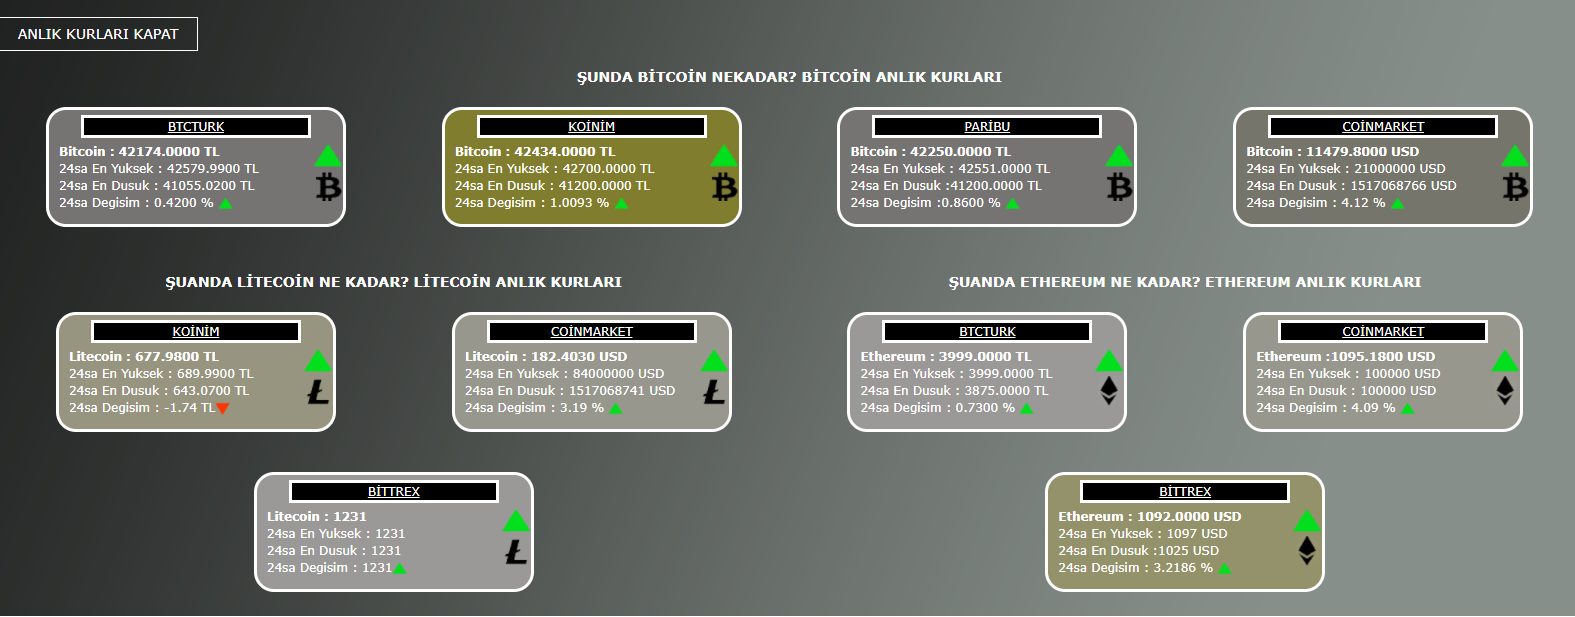 ANLIK KURLARI KAPAT
ŞUNDA BİTCOİN NEKADAR? BİTCOİN ANLIK KURLARI
BTCTURK
Bitcoin : 42174.0000 TL
24sa En Yuksek : 42579.9900 TL
24sa En Dusuk : 41055.0200 TL
24sa Degisim : 0.4200 %
KOİNİM
Bitcoin : 42434.0000 TL
24sa En Yuksek : 42700.0000 TL
24sa En Dusuk : 41200.0000 TL
24sa Degisim : 1.0093 %
PARİBU
Bitcoin : 42250.0000 TL
24sa En Yuksek : 42551.0000 TL
24sa En Dusuk :41200.0000 TL
24sa Degisim :0.8600 %
COİNMARKET
Bitcoin : 11479.8000 USD
24sa En Yuksek : 21000000 USD
24sa En Dusuk : 1517068766 USD
24sa Degisim : 4.12 %
ŞUANDA LİTECOİN NE KADAR? LİTECOİN ANLIK KURLARI
KOİNİM
Litecoin : 677.9800 TL
24sa En Yuksek : 689.9900 TL
24sa En Dusuk : 643.0700 TL
24sa Degisim : -1.74 TL
COİNMARKET
Litecoin : 182.4030 USD
24sa En Yuksek : 84000000 USD
24sa En Dusuk : 1517068741 USD
24sa Degisim : 3.19 %
BİTTREX
Litecoin : 1231
24sa En Yuksek : 1231
24sa En Dusuk : 1231
24sa Degisim : 1231
ŞUANDA ETHEREUM NE KADAR? ETHEREUM ANLIK KURLARI
BTCTURK
Ethereum : 3999.0000 TL
24sa En Yuksek : 3999.0000 TL
24sa En Dusuk : 3875.0000 TL
24sa Degisim : 0.7300 %
COİNMARKET
Ethereum :1095.1800 USD
24sa En Yuksek : 100000 USD
24sa En Dusuk : 100000 USD
24sa Degisim : 4.09 %
BİTTREX
Ethereum : 1092.0000 USD
24sa En Yuksek : 1097 USD
24sa En Dusuk :1025 USD
24sa Degisim : 3.2186 %